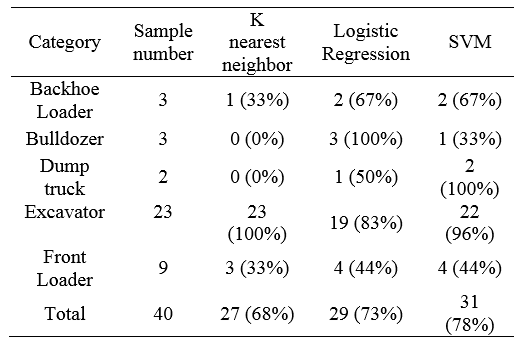 Category Sample number K nearest neighbor Logistic Regression SVM
Backhoe Loader 3 1 (33%) 2 (67%) 2 (67%)
Bulldozer 3 0 (0%) 3 (100%) 1 (33%)
Dump truck 2 0 (0%) 1 (50%) 2 (100%)
Excavator 23 23 (100%) 19 (83%) 22 (96%)
Front Loader 9 3 (33%) 4 (44%) 4 (44%)
Total 40 27 (68%) 29 (73%) 31 (78%)